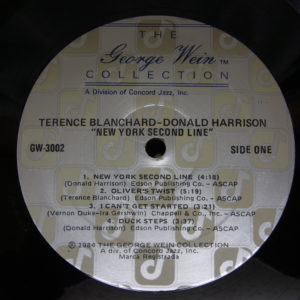 THE
George Wein TM
COLLECTION
A Division of Concord Jazz, Inc.
TERENCE BLANCHARD–DONALD HARRISON
"NEW YORK SECOND LINE"
GW-3002 SIDE ONE
1. NEW YORK SECOND LINE (4:18)
(Donald Harrison) Edson Publishing Co. – ASCAP
2. OLIVER'S TWIST (5:19)
(Terence Blanchard) Edson Publishing Co. – ASCAP
3. I CAN'T GET STARTED (3:21)
(Vernon Duke–Ira Gershwin) Chappell & Co., Inc. – ASCAP
4. DUCK STEPS (3:37)
(Donald Harrison) Edson Publishing Co. – ASCAP
℗ 1984 THE GEORGE WEIN COLLECTION
A div. of Concord Jazz, Inc.
Marca Registrada